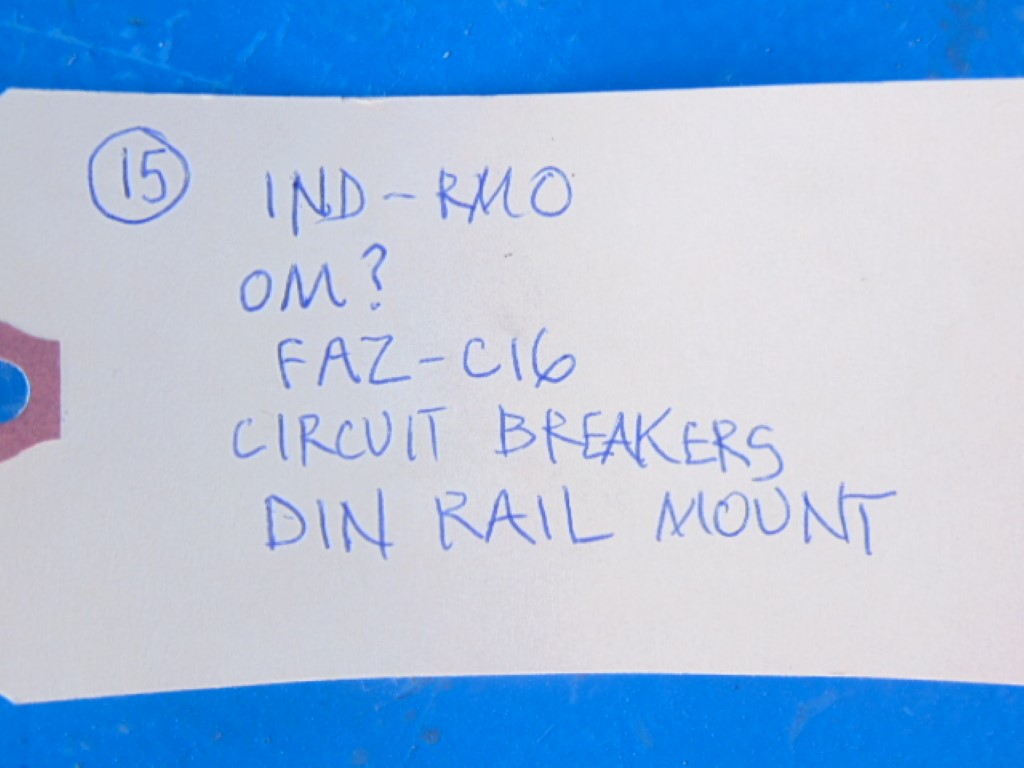 15 IND-RMO
OM?
FAZ-C16
CIRCUIT BREAKERS
DIN RAIL MOUNT